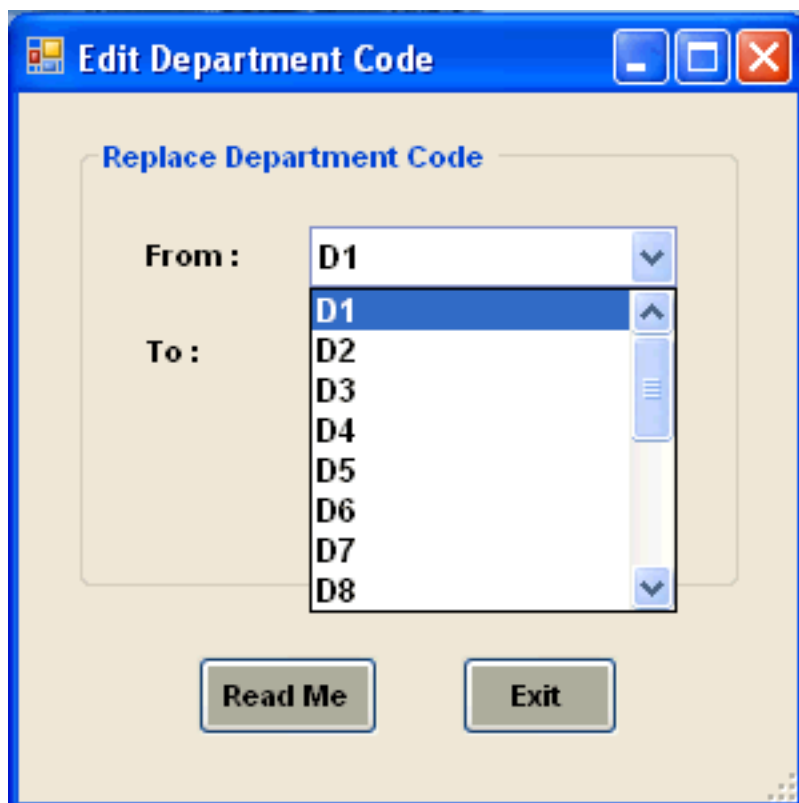 Edit Department Code
Replace Department Code
From : D1
D1
To : D2
D3
D4
D5
D6
D7
D8
Read Me Exit